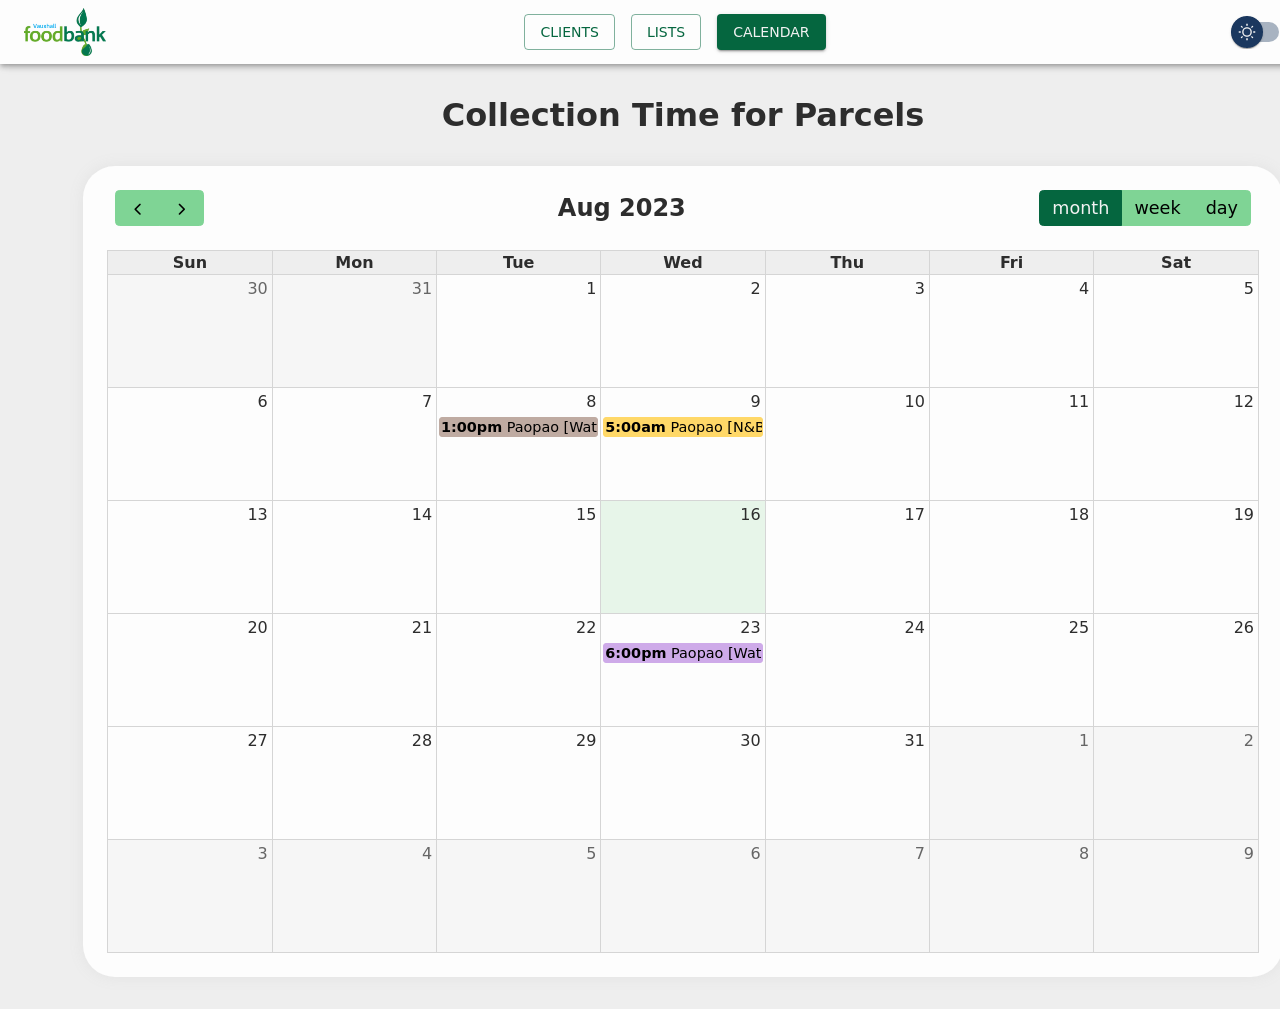 Vauxhall
foodbank
CLIENTS LISTS CALENDAR
Collection Time for Parcels
Aug 2023
month week day
Sun Mon Tue Wed Thu Fri Sat
30 31 1 2 3 4 5
6 7 8 9 10 11 12
1:00pm Paopao [Wat 5:00am Paopao [N&B
13 14 15 16 17 18 19
20 21 22 23 24 25 26
6:00pm Paopao [Wat
27 28 29 30 31 1 2
3 4 5 6 7 8 9